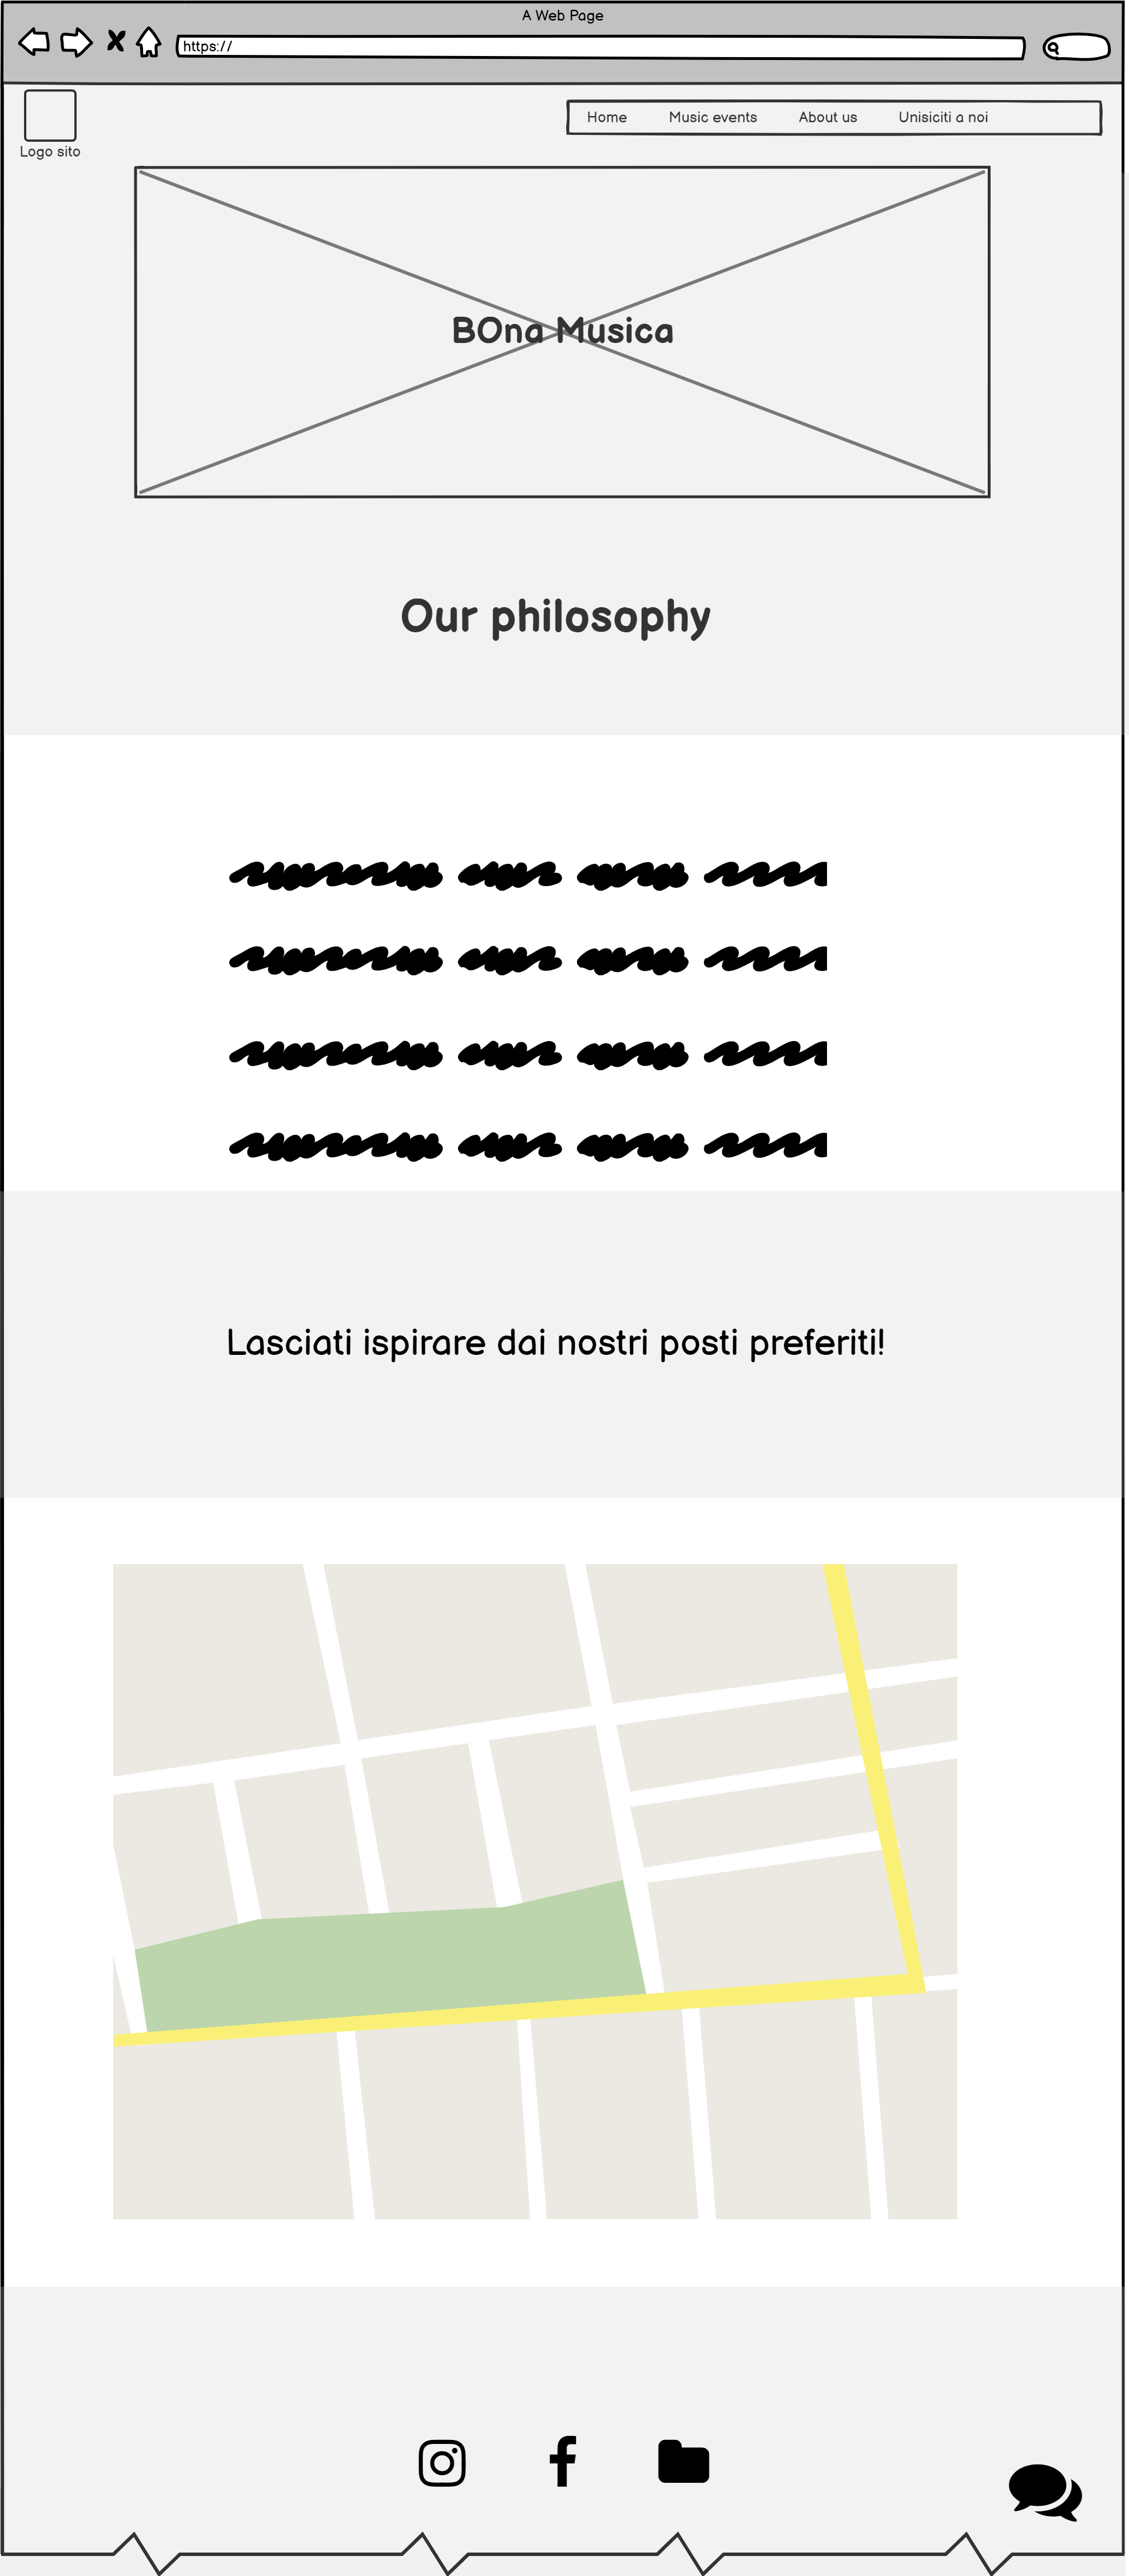 A Web Page
https://
Home Music events About us Unisiciti a noi
Logo sito
BOna Musica
Our philosophy
Lasciati ispirare dai nostri posti preferiti!